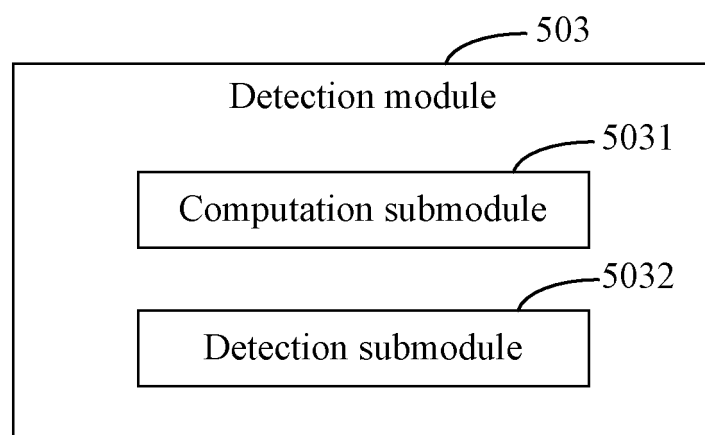 503
Detection module
5031
Computation submodule
5032
Detection submodule